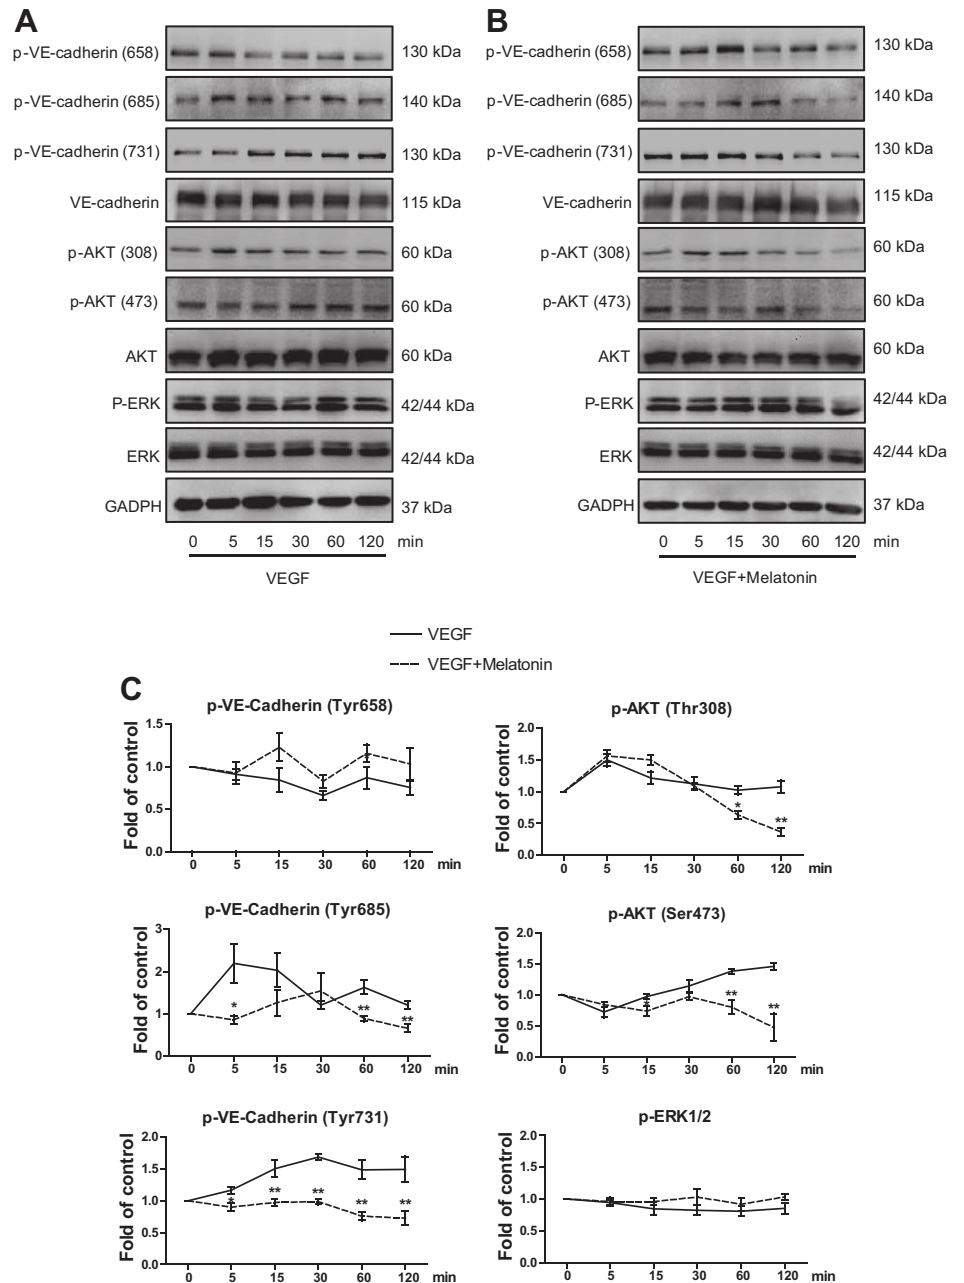 A
p-VE-cadherin (658) 130 kDa
p-VE-cadherin (685) 140 kDa
p-VE-cadherin (731) 130 kDa
VE-cadherin 115 kDa
p-AKT (308) 60 kDa
p-AKT (473) 60 kDa
AKT 60 kDa
P-ERK 42/44 kDa
ERK 42/44 kDa
GADPH 37 kDa
0 5 15 30 60 120 min
VEGF
B
p-VE-cadherin (658) 130 kDa
p-VE-cadherin (685) 140 kDa
p-VE-cadherin (731) 130 kDa
VE-cadherin 115 kDa
p-AKT (308) 60 kDa
p-AKT (473) 60 kDa
AKT 60 kDa
P-ERK 42/44 kDa
ERK 42/44 kDa
GADPH 37 kDa
0 5 15 30 60 120 min
VEGF+Melatonin
VEGF
VEGF+Melatonin
C
p-VE-Cadherin (Tyr658)
Fold of control
1.5
1.0
0.5
0.0
0 5 15 30 60 120 min
p-AKT (Thr308)
Fold of control
2.0
1.5
1.0
0.5
0.0
* **
0 5 15 30 60 120 min
p-VE-Cadherin (Tyr685)
Fold of control
3
2
1
0
* ** **
0 5 15 30 60 120 min
p-AKT (Ser473)
Fold of control
2.0
1.5
1.0
0.5
0.0
* ** **
0 5 15 30 60 120 min
p-VE-Cadherin (Tyr731)
Fold of control
2.0
1.5
1.0
0.5
0.0
* ** ** ** **
0 5 15 30 60 120 min
p-ERK1/2
Fold of control
2.0
1.5
1.0
0.5
0.0
0 5 15 30 60 120 min